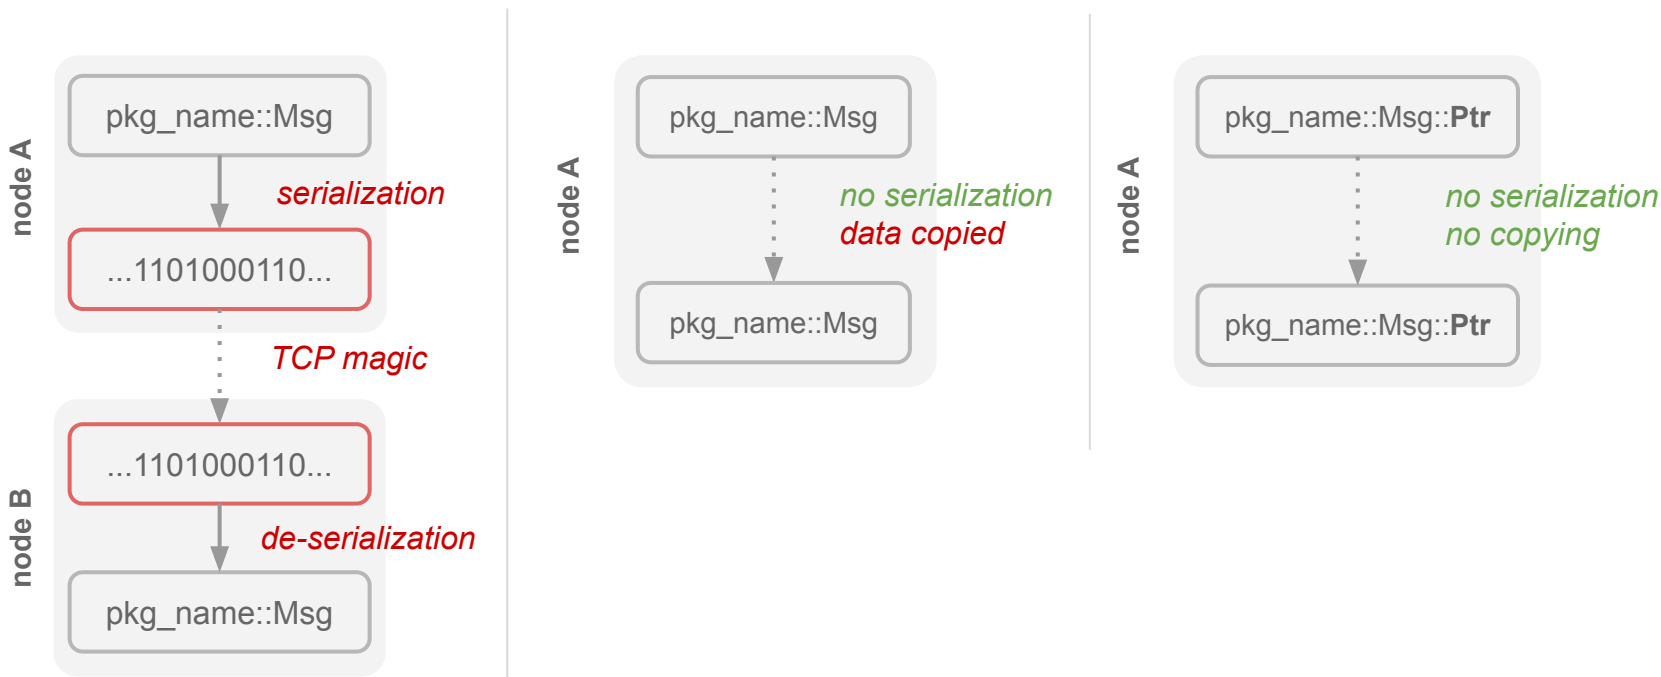 node A
pkg_name::Msg
serialization
...1101000110...
TCP magic
node B
...1101000110...
de-serialization
pkg_name::Msg
node A
pkg_name::Msg
no serialization
data copied
pkg_name::Msg
node A
pkg_name::Msg::Ptr
no serialization
no copying
pkg_name::Msg::Ptr